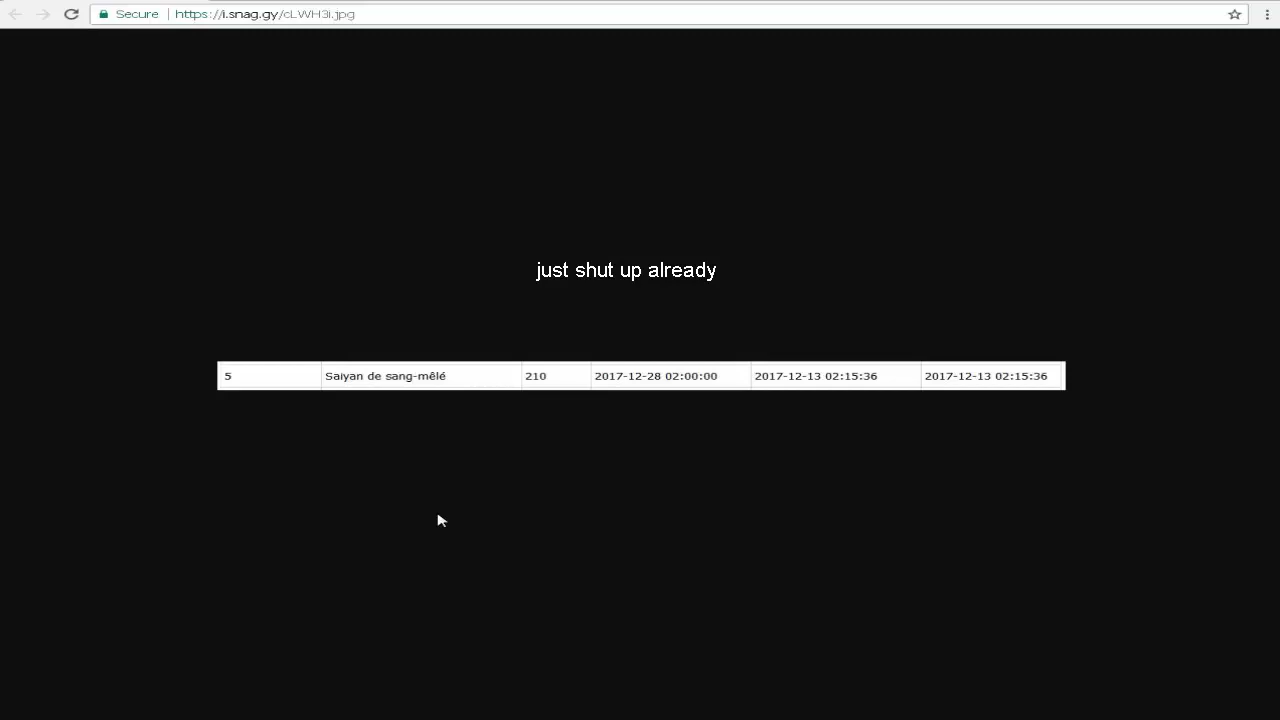 Secure https://i.snag.gy/cLWH3i.jpg
just shut up already
5 Saiyan de sang-mêlé 210 2017-12-28 02:00:00 2017-12-13 02:15:36 2017-12-13 02:15:36